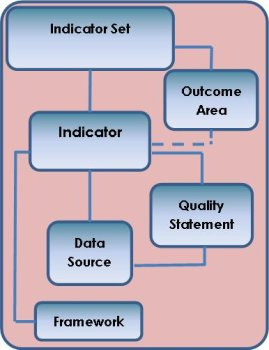 Indicator Set
Outcome
Area
Indicator
Quality
Statement
Data
Source
Framework